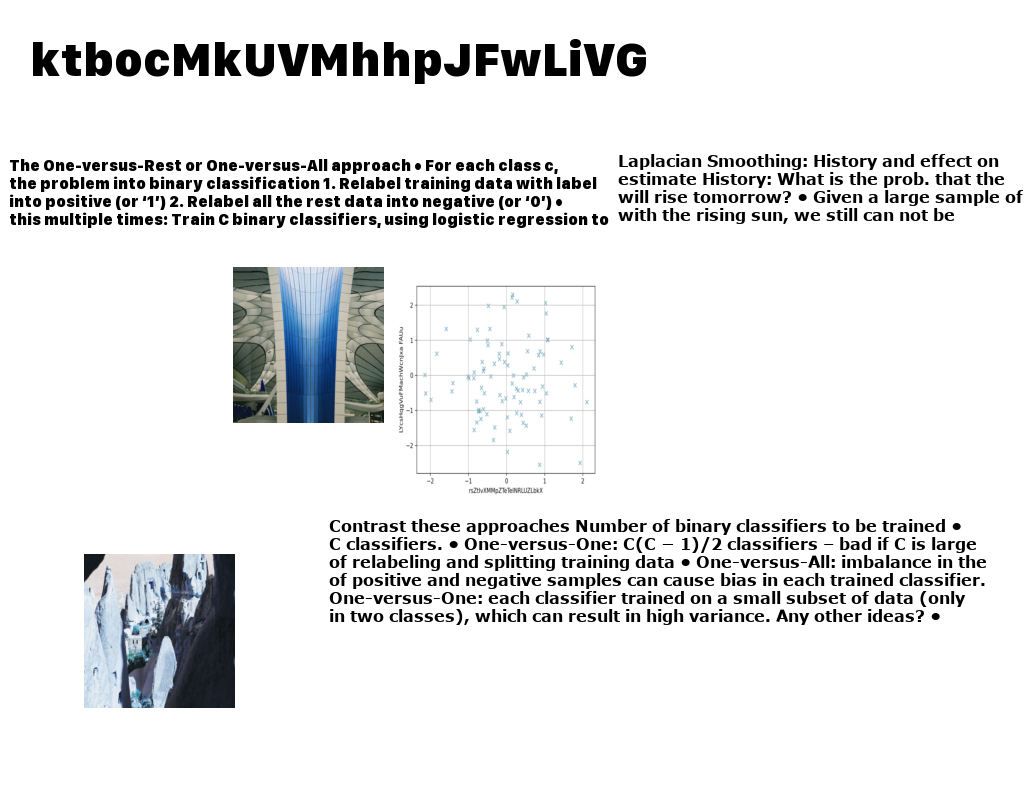 ktbocMkUVMhhpJFwLiVG
The One-versus-Rest or One-versus-All approach • For each class c,
the problem into binary classification 1. Relabel training data with label
into positive (or ‘1’) 2. Relabel all the rest data into negative (or ‘0’) •
this multiple times: Train C binary classifiers, using logistic regression to
Laplacian Smoothing: History and effect on
estimate History: What is the prob. that the
will rise tomorrow? • Given a large sample of
with the rising sun, we still can not be
2
1
0
−1
−2
−2 −1 0 1 2
Contrast these approaches Number of binary classifiers to be trained •
C classifiers. • One-versus-One: C(C − 1)/2 classifiers – bad if C is large
of relabeling and splitting training data • One-versus-All: imbalance in the
of positive and negative samples can cause bias in each trained classifier.
One-versus-One: each classifier trained on a small subset of data (only
in two classes), which can result in high variance. Any other ideas? •